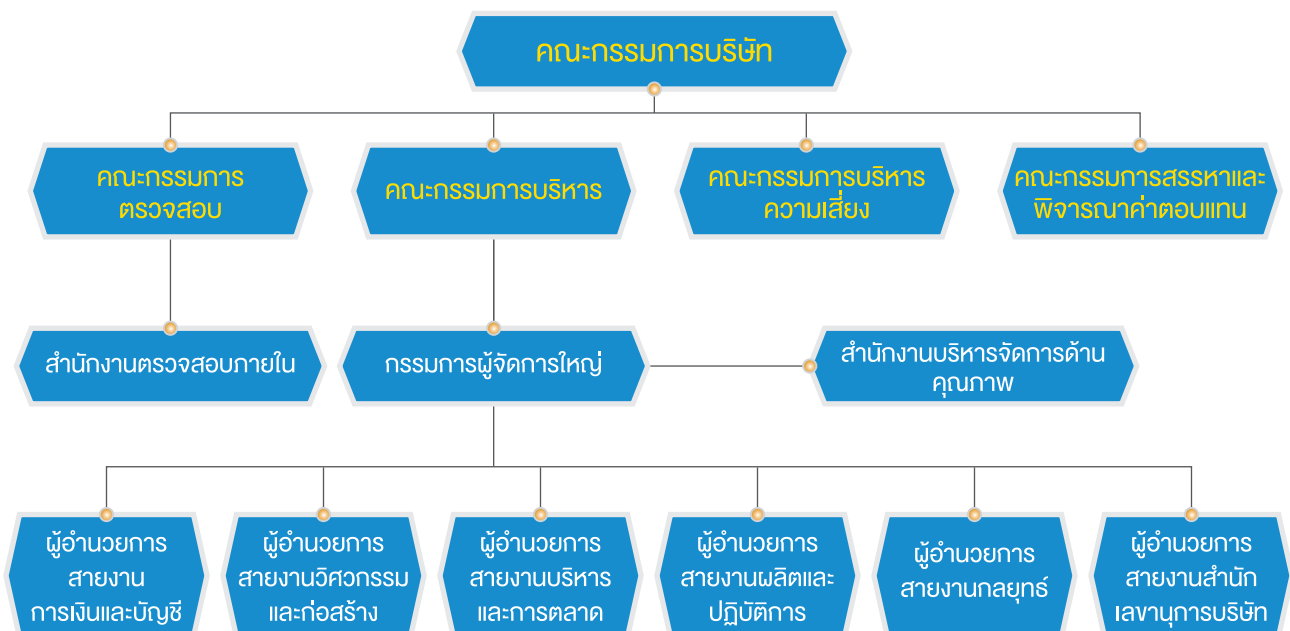 คณะกรรมการบริษัท
คณะกรรมการ
ตรวจสอบ
คณะกรรมการบริหาร
คณะกรรมการบริหาร
ความเสี่ยง
คณะกรรมการสรรหาและ
พิจารณาค่าตอบแทน
สำนักงานตรวจสอบภายใน
กรรมการผู้จัดการใหญ่
สำนักงานบริหารจัดการด้าน
คุณภาพ
ผู้อำนวยการ
สายงาน
การเงินและบัญชี
ผู้อำนวยการ
สายงานวิศวกรรม
และก่อสร้าง
ผู้อำนวยการ
สายงานบริหาร
และการตลาด
ผู้อำนวยการ
สายงานผลิตและ
ปฏิบัติการ
ผู้อำนวยการ
สายงานกลยุทธ์
ผู้อำนวยการ
สายงานสำนัก
เลขานุการบริษัท